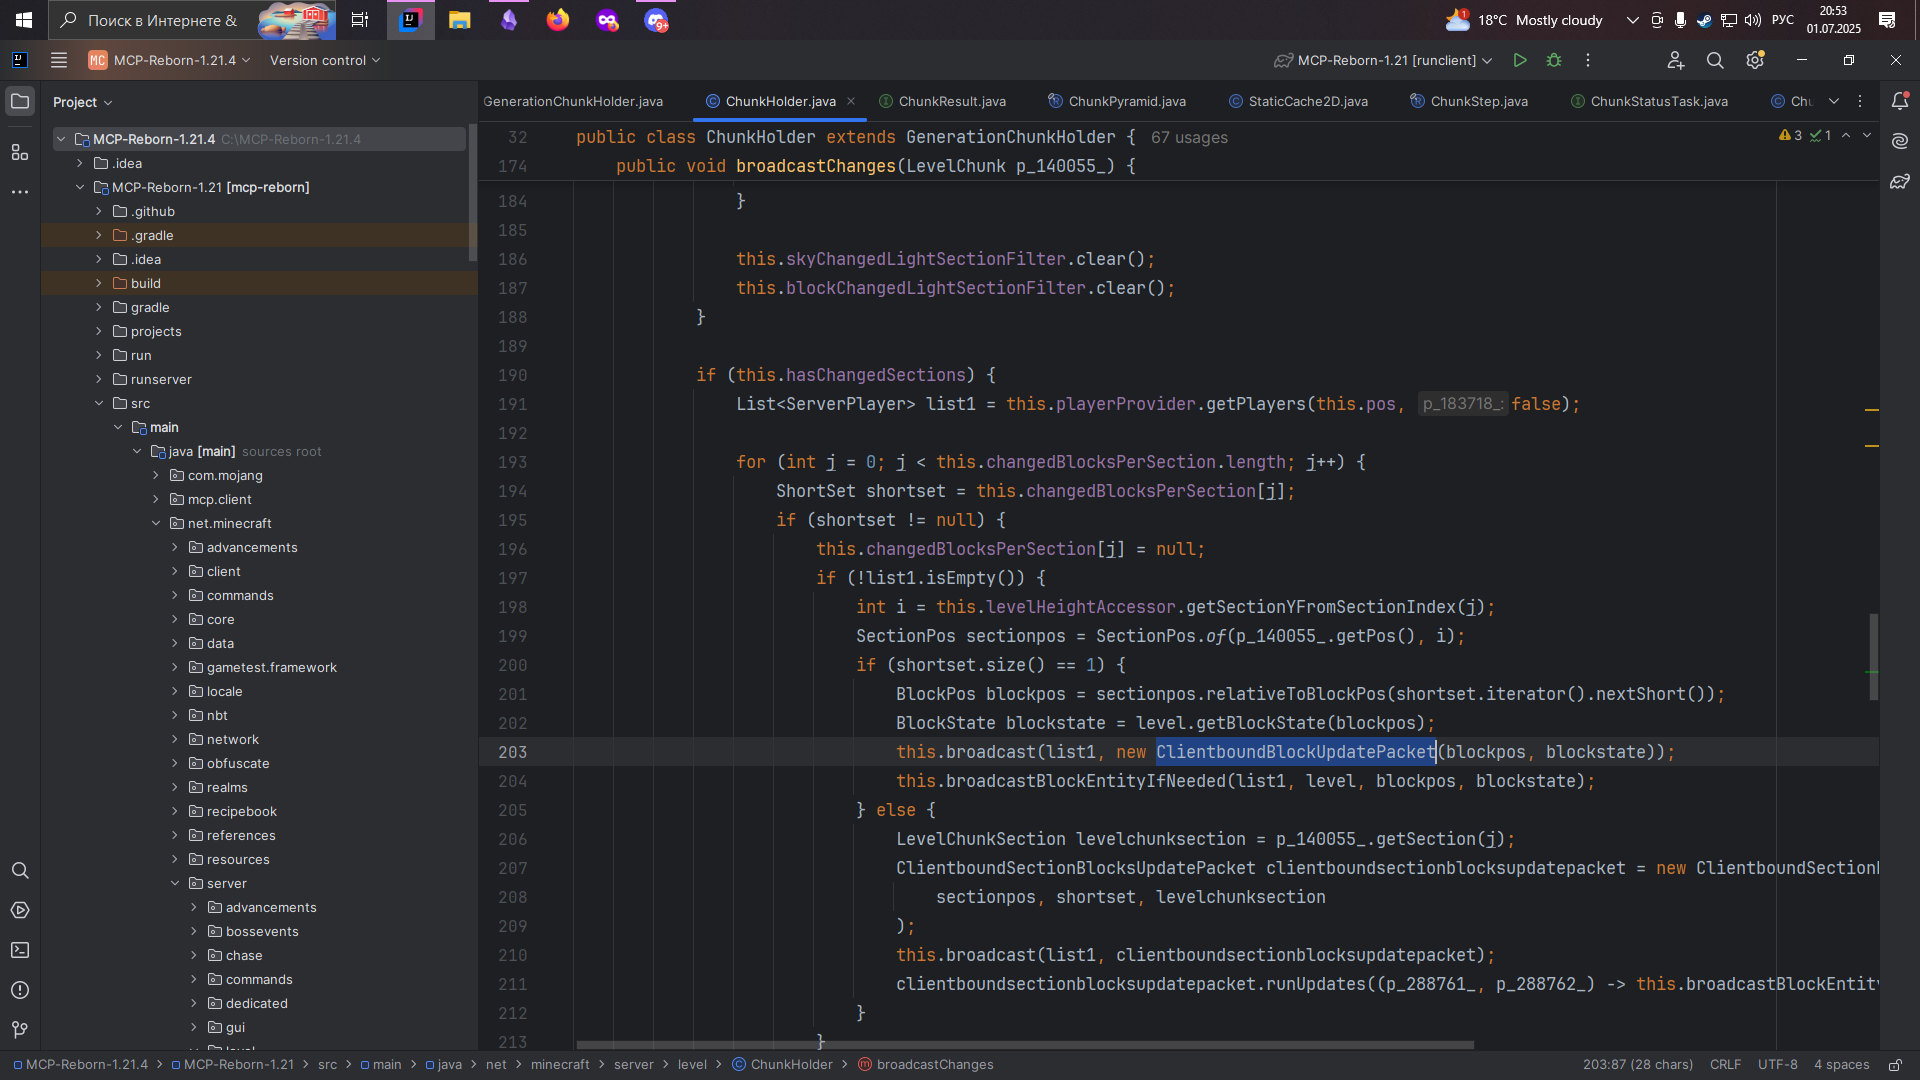 Поиск в Интернете &
9+
1
18°C Mostly cloudy
РУС
20:53
01.07.2025
MC MCP-Reborn-1.21.4
Version control
MCP-Reborn-1.21 [runclient]
Project
GenerationChunkHolder.java
ChunkHolder.java
ChunkResult.java
ChunkPyramid.java
StaticCache2D.java
ChunkStep.java
ChunkStatusTask.java
Chu
MCP-Reborn-1.21.4 C:\MCP-Reborn-1.21.4
.idea
MCP-Reborn-1.21 [mcp-reborn]
.github
.gradle
.idea
build
gradle
projects
run
runserver
src
main
java [main] sources root
com.mojang
mcp.client
net.minecraft
advancements
client
commands
core
data
gametest.framework
locale
nbt
network
obfuscate
realms
recipebook
references
resources
server
advancements
bossevents
chase
commands
dedicated
gui
32 public class ChunkHolder extends GenerationChunkHolder { 67 usages
3 1
174 public void broadcastChanges(LevelChunk p_140055_) {
184 }
185
186 this.skyChangedLightSectionFilter.clear();
187 this.blockChangedLightSectionFilter.clear();
188 }
189
190 if (this.hasChangedSections) {
191 List<ServerPlayer> list1 = this.playerProvider.getPlayers(this.pos, p_183718_: false);
192
193 for (int j = 0; j < this.changedBlocksPerSection.length; j++) {
194 ShortSet shortset = this.changedBlocksPerSection[j];
195 if (shortset != null) {
196 this.changedBlocksPerSection[j] = null;
197 if (!list1.isEmpty()) {
198 int i = this.levelHeightAccessor.getSectionYFromSectionIndex(j);
199 SectionPos sectionpos = SectionPos.of(p_140055_.getPos(), i);
200 if (shortset.size() == 1) {
201 BlockPos blockpos = sectionpos.relativeToBlockPos(shortset.iterator().nextShort());
202 BlockState blockstate = level.getBlockState(blockpos);
203 this.broadcast(list1, new ClientboundBlockUpdatePacket(blockpos, blockstate));
204 this.broadcastBlockEntityIfNeeded(list1, level, blockpos, blockstate);
205 } else {
206 LevelChunkSection levelchunksection = p_140055_.getSection(j);
207 ClientboundSectionBlocksUpdatePacket clientboundsectionblocksupdatepacket = new ClientboundSection
208 sectionpos, shortset, levelchunksection
209 );
210 this.broadcast(list1, clientboundsectionblocksupdatepacket);
211 clientboundsectionblocksupdatepacket.runUpdates((p_288761_, p_288762_) -> this.broadcastBlockEntity
212 }
213 }
MCP-Reborn-1.21.4 > MCP-Reborn-1.21 > src > main > java > net > minecraft > server > level > ChunkHolder > broadcastChanges
203:87 (28 chars) CRLF UTF-8 4 spaces